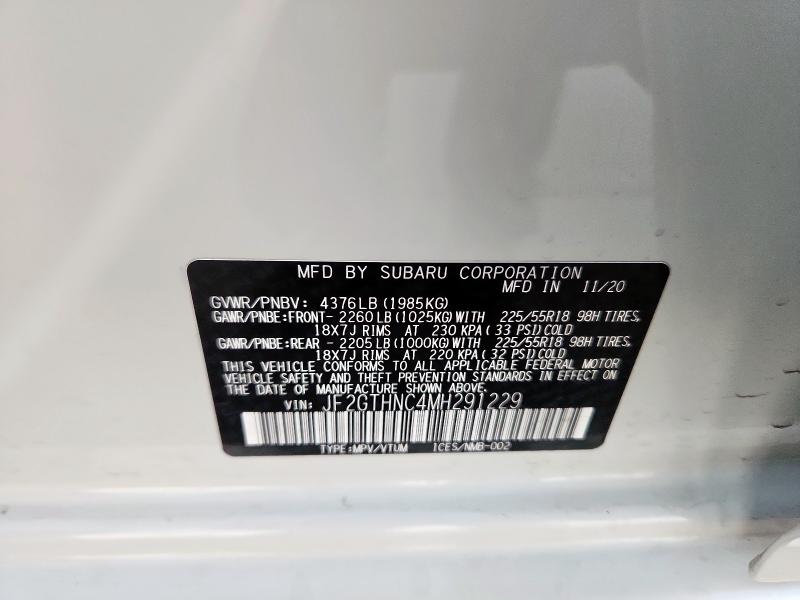 MFD BY SUBARU CORPORATION
MFD IN 11/20
GVWR/PNBV: 4376LB (1985KG)
GAWR/PNBE:FRONT- 2260LB (1025KG) WITH 225/55R18 98H TIRES,
18X7J RIMS AT 230 KPA ( 33 PSI) COLD
GAWR/PNBE:REAR - 2205LB (1000KG) WITH 225/55R18 98H TIRES,
18X7J RIMS AT 220 KPA ( 32 PSI) COLD
THIS VEHICLE CONFORMS TO ALL APPLICABLE FEDERAL MOTOR
VEHICLE SAFETY AND THEFT PREVENTION STANDARDS IN EFFECT ON
THE DATE OF MANUFACTURE SHOWN ABOVE.
VIN: JF2GTHNC4MH291229
TYPE:MPV/VTUM ICES/NMB-002